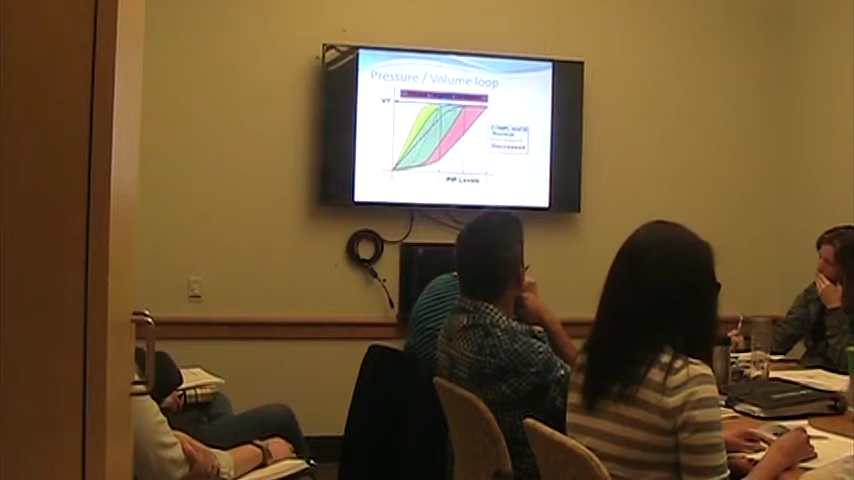 Pressure / Volume loop
VT
COMPLIANCE
Normal
Decreased
PIP Levels